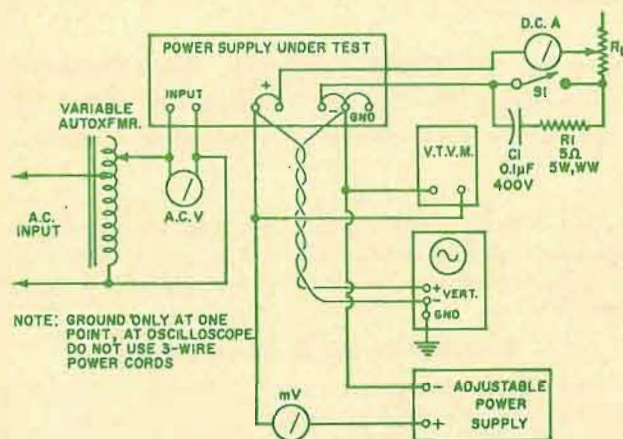 D.C. A
POWER SUPPLY UNDER TEST
INPUT
+
-
GND
S1
VARIABLE
AUTOXFMR.
V.T.V.M.
C1
0.1µF
400V
R1
5Ω
5W,WW
A.C. V
A.C.
INPUT
+
VERT.
-
GND
NOTE: GROUND ONLY AT ONE
POINT, AT OSCILLOSCOPE
DO NOT USE 3-WIRE
POWER CORDS
mV
- ADJUSTABLE
POWER
+ SUPPLY